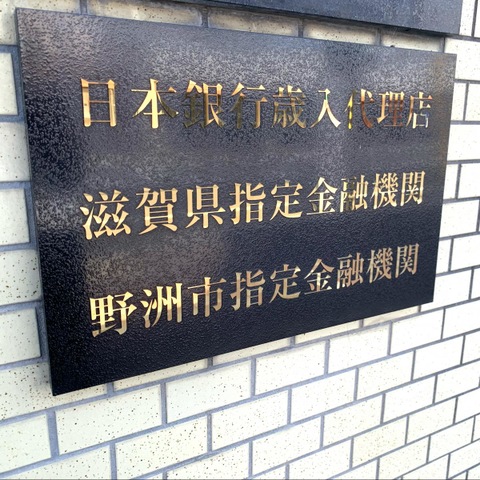 日本銀行歳入代理店
滋賀県指定金融機関
野洲市指定金融機関